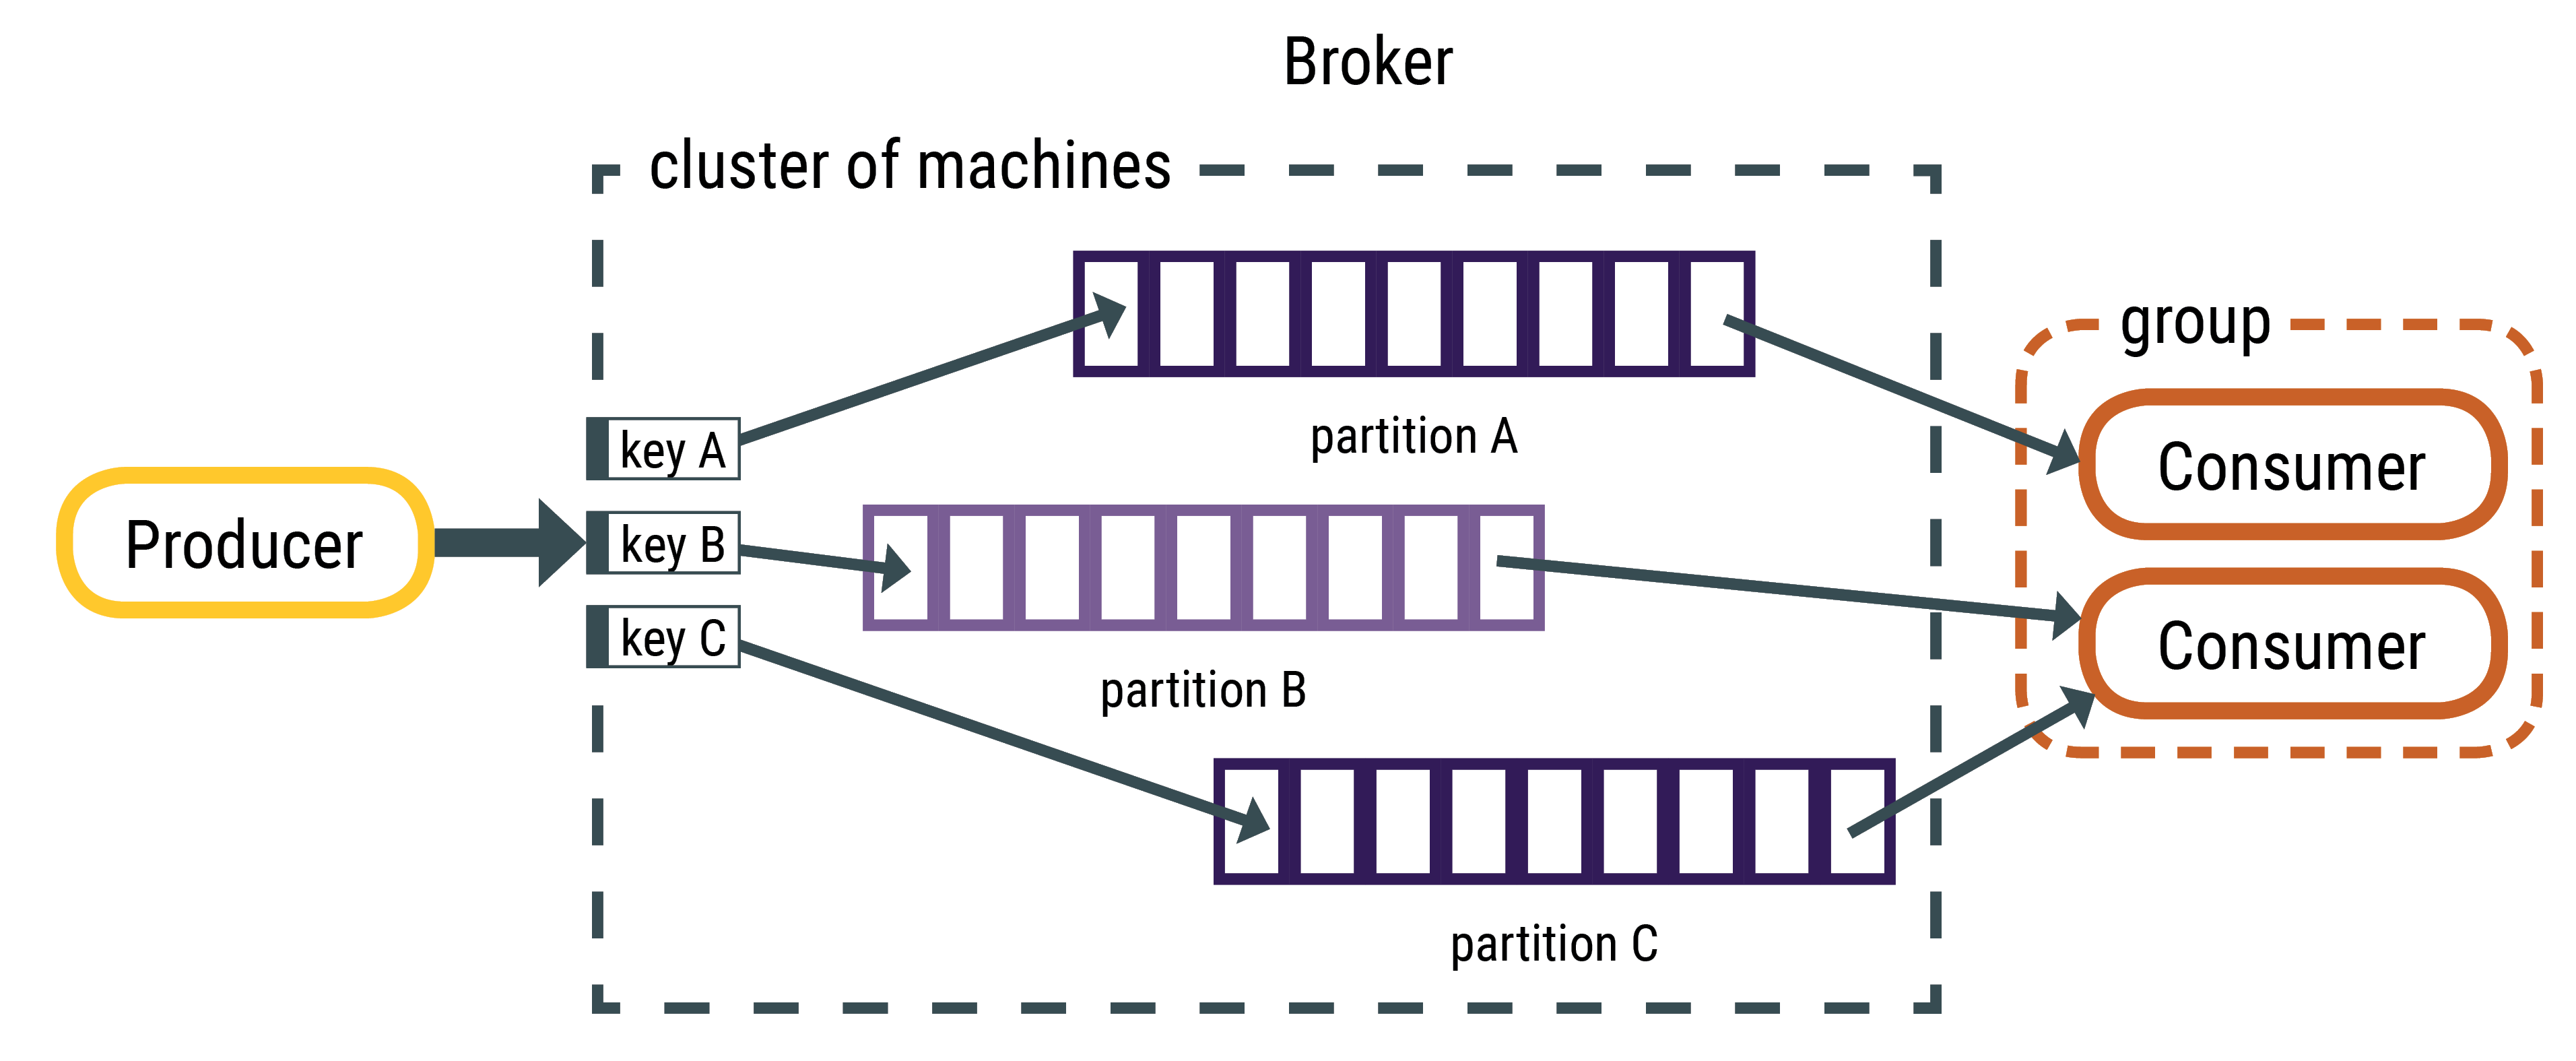 Broker
cluster of machines
group
key A
partition A
Consumer
Producer
key B
key C
Consumer
partition B
partition C